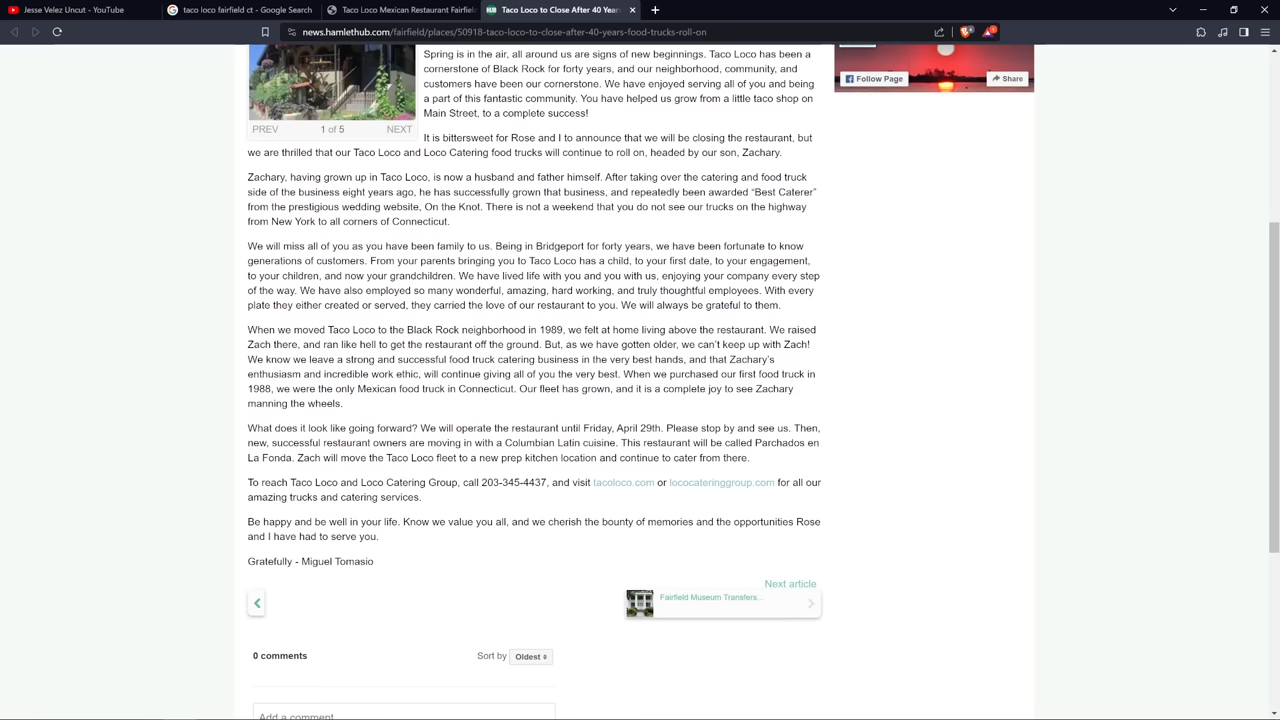 Jesse Velez Uncut - YouTube
taco loco fairfield ct - Google Search
Taco Loco Mexican Restaurant Fairfield
HUB
Taco Loco to Close After 40 Years
news.hamlethub.com/fairfield/places/50918-taco-loco-to-close-after-40-years-food-trucks-roll-on
Spring is in the air, all around us are signs of new beginnings. Taco Loco has been a
cornerstone of Black Rock for forty years, and our neighborhood, community, and
customers have been our cornerstone. We have enjoyed serving all of you and being
a part of this fantastic community. You have helped us grow from a little taco shop on
Main Street, to a complete success!
PREV 1 of 5 NEXT
It is bittersweet for Rose and I to announce that we will be closing the restaurant, but
we are thrilled that our Taco Loco and Loco Catering food trucks will continue to roll on, headed by our son, Zachary.
Zachary, having grown up in Taco Loco, is now a husband and father himself. After taking over the catering and food truck
side of the business eight years ago, he has successfully grown that business, and repeatedly been awarded “Best Caterer”
from the prestigious wedding website, On the Knot. There is not a weekend that you do not see our trucks on the highway
from New York to all corners of Connecticut.
We will miss all of you as you have been family to us. Being in Bridgeport for forty years, we have been fortunate to know
generations of customers. From your parents bringing you to Taco Loco has a child, to your first date, to your engagement,
to your children, and now your grandchildren. We have lived life with you and you with us, enjoying your company every step
of the way. We have also employed so many wonderful, amazing, hard working, and truly thoughtful employees. With every
plate they either created or served, they carried the love of our restaurant to you. We will always be grateful to them.
When we moved Taco Loco to the Black Rock neighborhood in 1989, we felt at home living above the restaurant. We raised
Zach there, and ran like hell to get the restaurant off the ground. But, as we have gotten older, we can’t keep up with Zach!
We know we leave a strong and successful food truck catering business in the very best hands, and that Zachary’s
enthusiasm and incredible work ethic, will continue giving all of you the very best. When we purchased our first food truck in
1988, we were the only Mexican food truck in Connecticut. Our fleet has grown, and it is a complete joy to see Zachary
manning the wheels.
What does it look like going forward? We will operate the restaurant until Friday, April 29th. Please stop by and see us. Then,
new, successful restaurant owners are moving in with a Columbian Latin cuisine. This restaurant will be called Parchados en
La Fonda. Zach will move the Taco Loco fleet to a new prep kitchen location and continue to cater from there.
To reach Taco Loco and Loco Catering Group, call 203-345-4437, and visit tacoloco.com or lococateringgroup.com for all our
amazing trucks and catering services.
Be happy and be well in your life. Know we value you all, and we cherish the bounty of memories and the opportunities Rose
and I have had to serve you.
Gratefully - Miguel Tomasio
Next article
Fairfield Museum Transfers...
0 comments
Sort by Oldest
Add a comment
Follow Page
Share